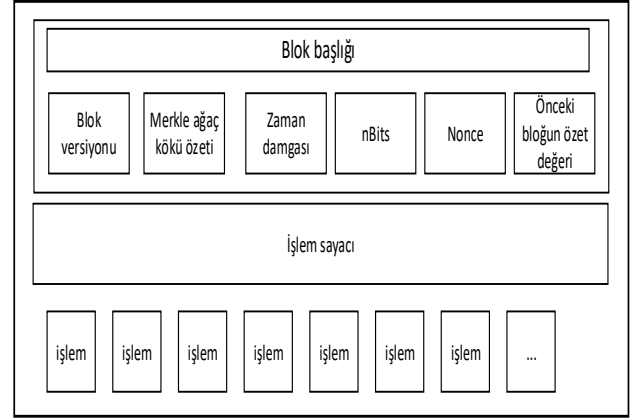 Blok başlığı
Blok
versiyonu
Merkle ağaç
kökü özeti
Zaman
damgası
nBits
Nonce
Önceki
bloğun özet
değeri
İşlem sayacı
işlem
işlem
işlem
işlem
işlem
işlem
işlem
...